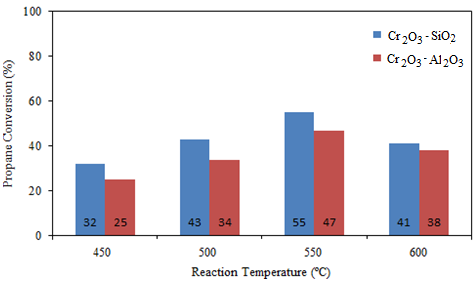 Propane Conversion (%)
100
80
60
40
20
0
Cr₂O₃ - SiO₂
Cr₂O₃ - Al₂O₃
32 25 43 34 55 47 41 38
450 500 550 600
Reaction Temperature (ºC)